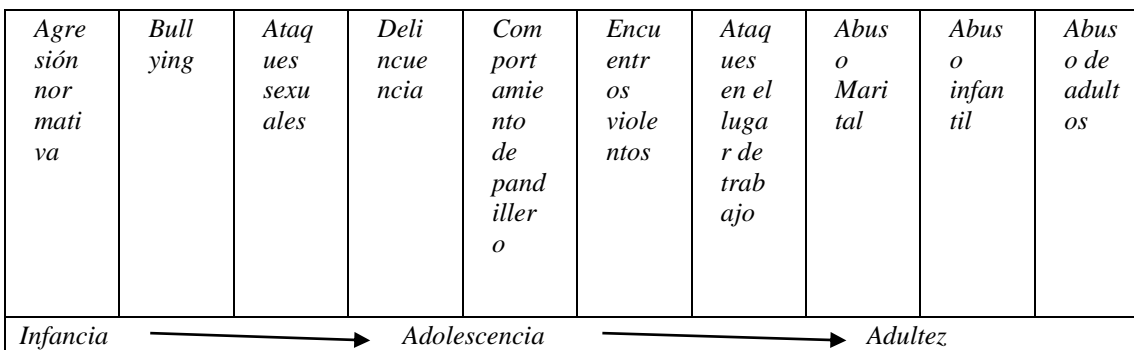 Agre
sión
nor
mati
va
Bull
ying
Ataq
ues
sexu
ales
Deli
ncue
ncia
Com
port
amie
nto
de
pand
iller
o
Encu
entr
os
viole
ntos
Ataq
ues
en el
luga
r de
trab
ajo
Abus
o
Mari
tal
Abus
o
infan
til
Abus
o de
adult
os
Infancia Adolescencia Adultez